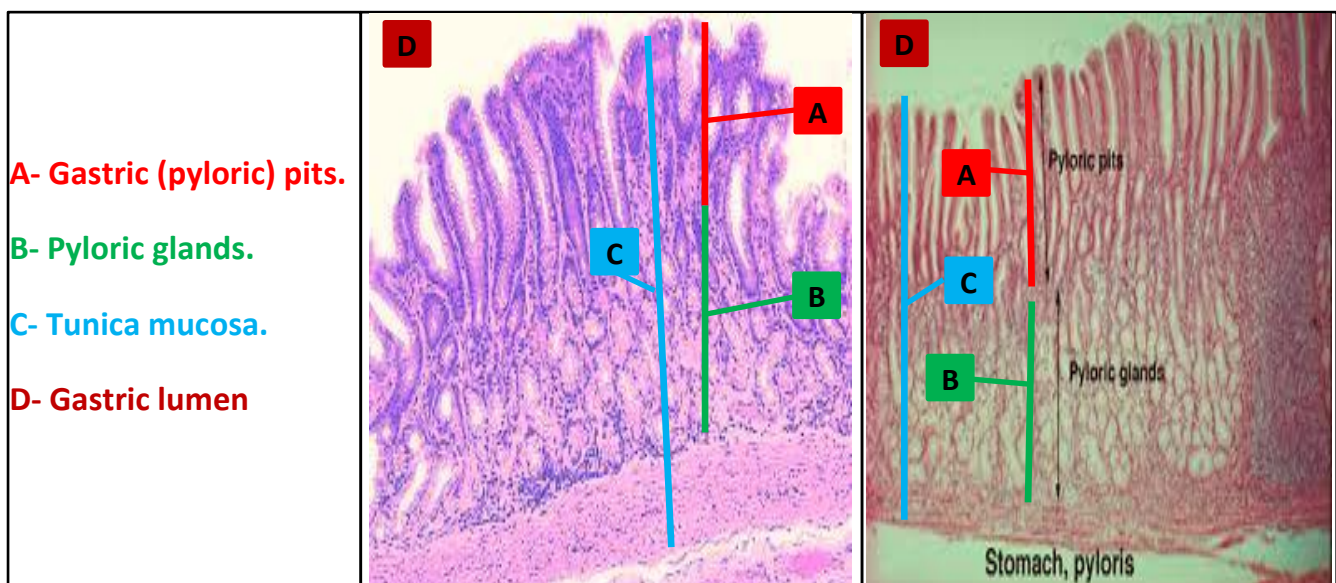 A- Gastric (pyloric) pits.
B- Pyloric glands.
C- Tunica mucosa.
D- Gastric lumen
D
A
C
B
D
A
Pyloric pits
C
B
Pyloric glands
Stomach, pyloris